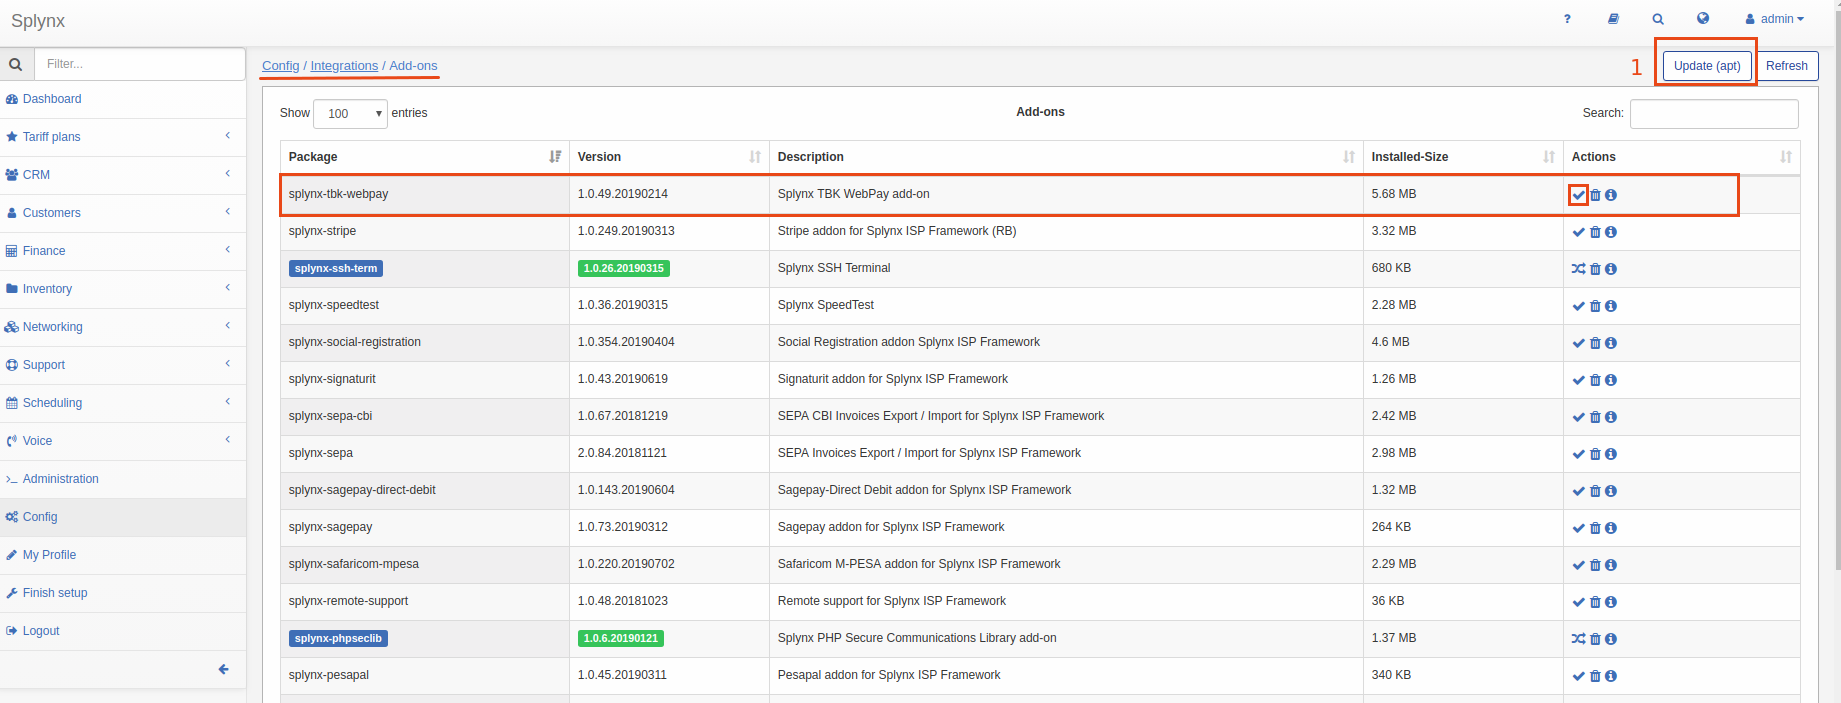 Splynx
? admin
Filter...
Config / Integrations / Add-ons
1 Update (apt) Refresh
Dashboard
Tariff plans
CRM
Customers
Finance
Inventory
Networking
Support
Scheduling
Voice
Administration
Config
My Profile
Finish setup
Logout
Show 100 entries Add-ons Search:
Package Version Description Installed-Size Actions
splynx-tbk-webpay 1.0.49.20190214 Splynx TBK WebPay add-on 5.68 MB
splynx-stripe 1.0.249.20190313 Stripe addon for Splynx ISP Framework (RB) 3.32 MB
splynx-ssh-term 1.0.26.20190315 Splynx SSH Terminal 680 KB
splynx-speedtest 1.0.36.20190315 Splynx SpeedTest 2.28 MB
splynx-social-registration 1.0.354.20190404 Social Registration addon Splynx ISP Framework 4.6 MB
splynx-signaturit 1.0.43.20190619 Signaturit addon for Splynx ISP Framework 1.26 MB
splynx-sepa-cbi 1.0.67.20181219 SEPA CBI Invoices Export / Import for Splynx ISP Framework 2.42 MB
splynx-sepa 2.0.84.20181121 SEPA Invoices Export / Import for Splynx ISP Framework 2.98 MB
splynx-sagepay-direct-debit 1.0.143.20190604 Sagepay-Direct Debit addon for Splynx ISP Framework 1.32 MB
splynx-sagepay 1.0.73.20190312 Sagepay addon for Splynx ISP Framework 264 KB
splynx-safaricom-mpesa 1.0.220.20190702 Safaricom M-PESA addon for Splynx ISP Framework 2.29 MB
splynx-remote-support 1.0.48.20181023 Remote support for Splynx ISP Framework 36 KB
splynx-phpseclib 1.0.6.20190121 Splynx PHP Secure Communications Library add-on 1.37 MB
splynx-pesapal 1.0.45.20190311 Pesapal addon for Splynx ISP Framework 340 KB